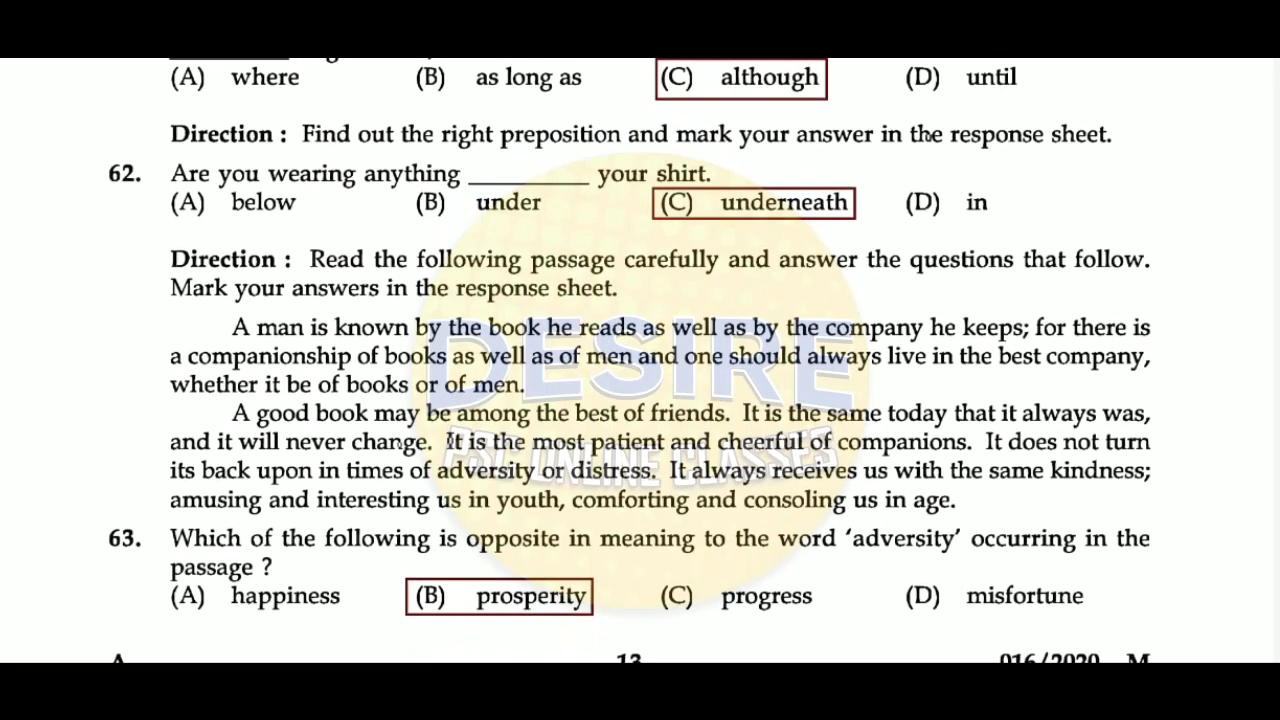 (A) where (B) as long as (C) although (D) until
Direction : Find out the right preposition and mark your answer in the response sheet.
62. Are you wearing anything __________ your shirt.
(A) below (B) under (C) underneath (D) in
Direction : Read the following passage carefully and answer the questions that follow.
Mark your answers in the response sheet.
A man is known by the book he reads as well as by the company he keeps; for there is
a companionship of books as well as of men and one should always live in the best company,
whether it be of books or of men.
A good book may be among the best of friends. It is the same today that it always was,
and it will never change. It is the most patient and cheerful of companions. It does not turn
its back upon in times of adversity or distress. It always receives us with the same kindness;
amusing and interesting us in youth, comforting and consoling us in age.
DESIRE
PSC ONLINE CLASSES
63. Which of the following is opposite in meaning to the word ‘adversity’ occurring in the
passage ?
(A) happiness (B) prosperity (C) progress (D) misfortune
A 13 016/2020 M